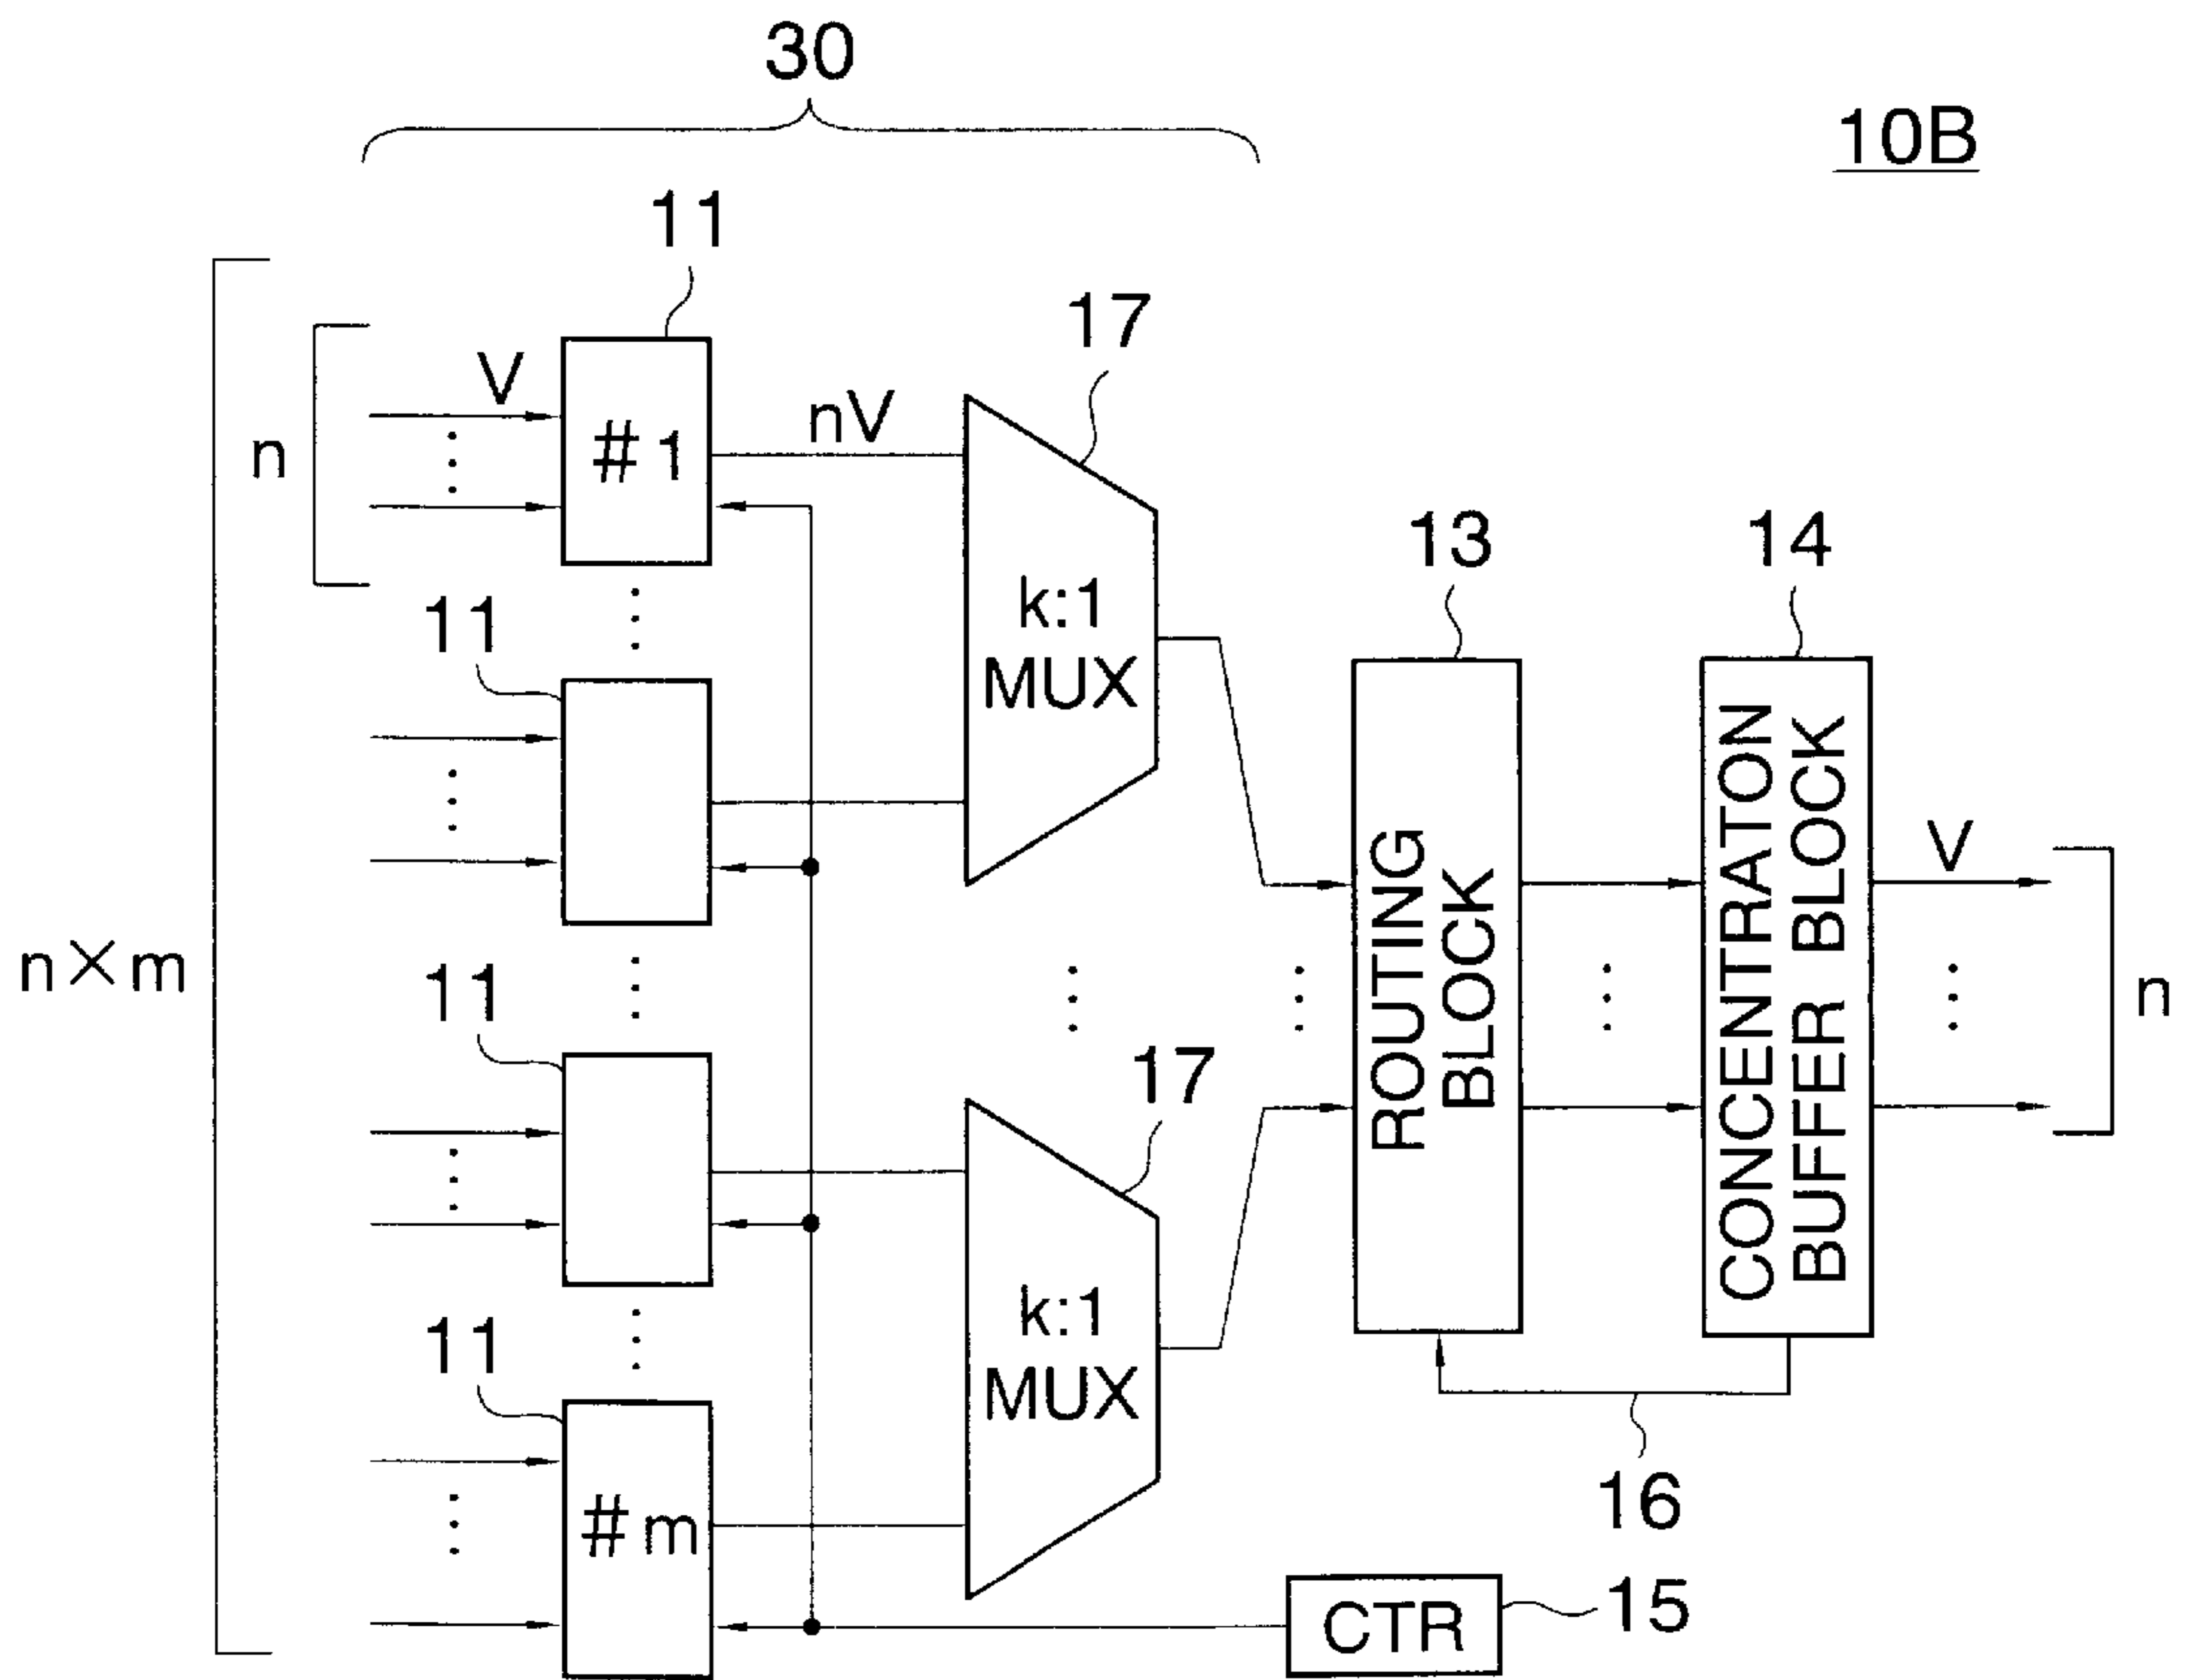 30
10B
11
17
V
nV
n
#1
k:1
MUX
13
14
11
ROUTING
BLOCK
CONCENTRATON
BUFFER BLOCK
V
n×m
n
11
17
11
k:1
MUX
#m
16
CTR
15